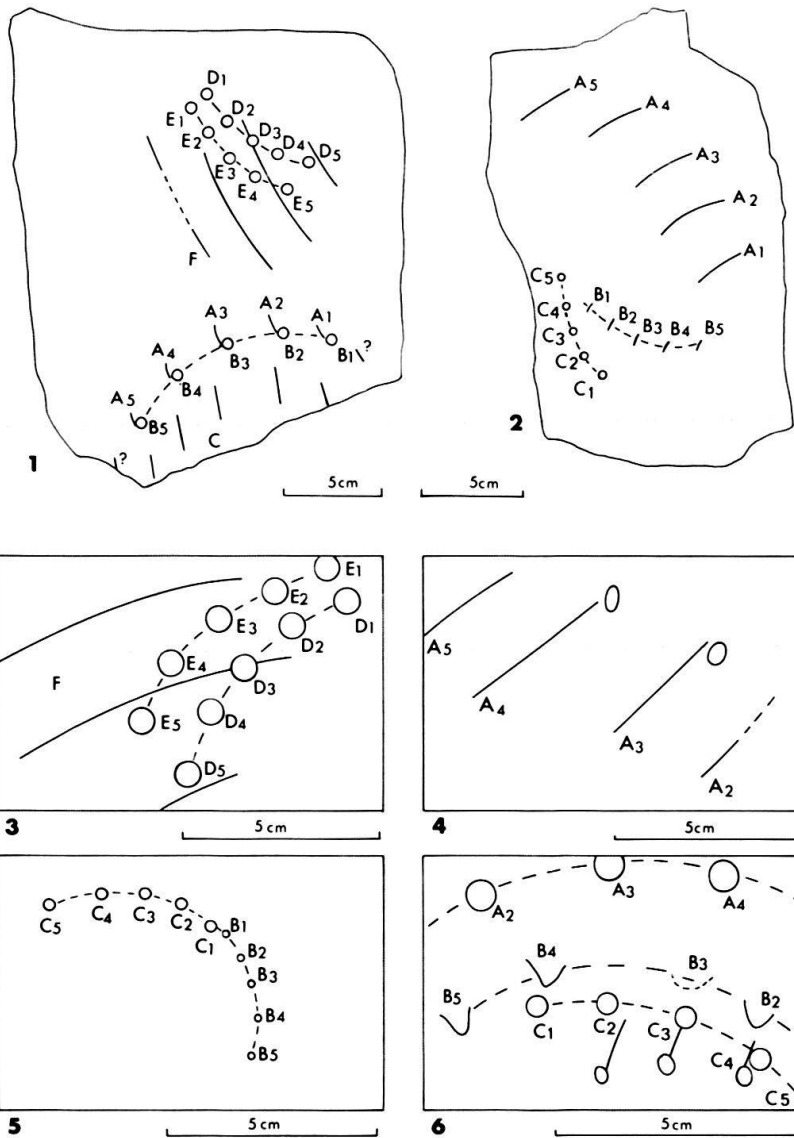 D1
D2
D3
D4
D5
E1
E2
E3
E4
E5
F
A3
A2
A1
A4
A5
B1 ?
B2
B3
B4
B5
C
?
1
5cm
A5
A4
A3
A2
A1
C5
C4
C3
C2
C1
B1
B2
B3
B4
B5
2
5cm
E1
E2
E3
E4
E5
D1
D2
D3
D4
D5
F
3
5cm
A5
A4
A3
A2
4
5cm
C5
C4
C3
C2
C1
B1
B2
B3
B4
B5
5
5cm
A2
A3
A4
B4
B3
B5
B2
C1
C2
C3
C4
C5
6
5cm